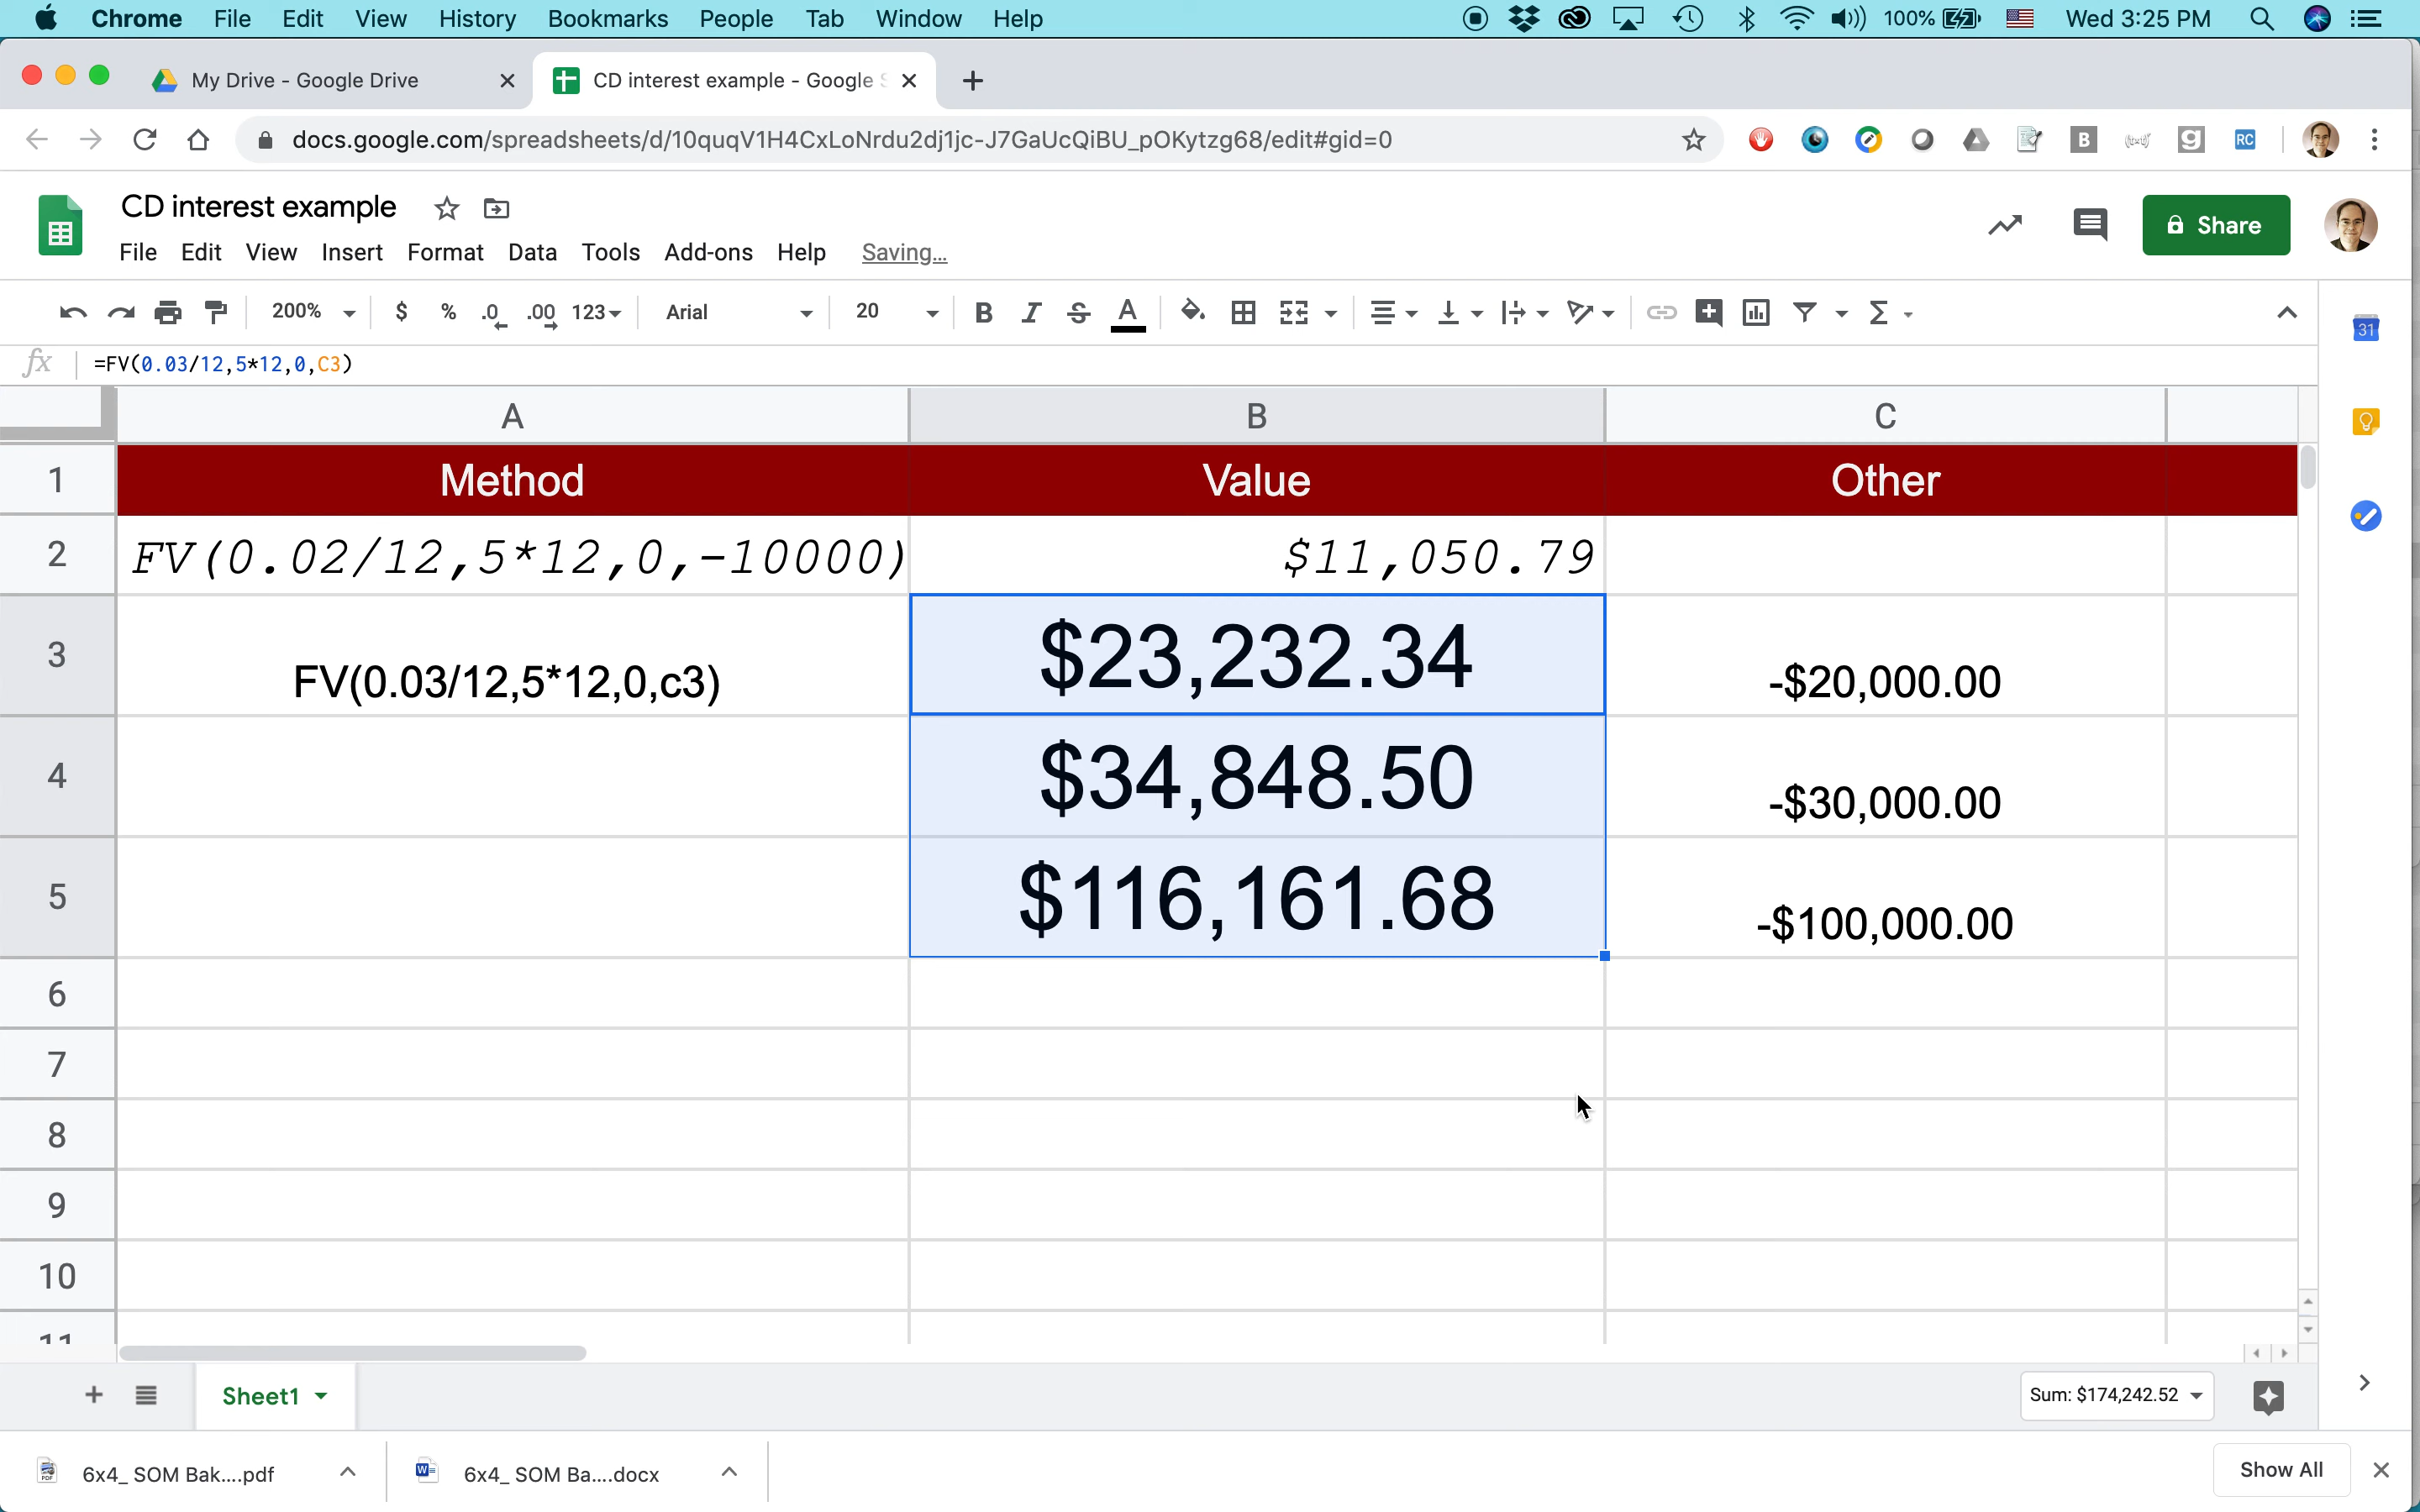 Chrome File Edit View History Bookmarks People Tab Window Help 100% Wed 3:25 PM
My Drive - Google Drive CD interest example - Google
docs.google.com/spreadsheets/d/10quqV1H4CxLoNrdu2dj1jc-J7GaUcQiBU_pOKytzg68/edit#gid=0
B g RC
CD interest example
File Edit View Insert Format Data Tools Add-ons Help Saving...
Share
200% $ % .0 .00 123 Arial 20 B I S A Σ
31
fx =FV(0.03/12,5*12,0,C3)
A B C
1 Method Value Other
2 FV(0.02/12,5*12,0,-10000) $11,050.79
3 FV(0.03/12,5*12,0,c3) $23,232.34 -$20,000.00
4 $34,848.50 -$30,000.00
5 $116,161.68 -$100,000.00
6
7
8
9
10
11
Sheet1 Sum: $174,242.52
6x4_ SOM Bak....pdf 6x4_ SOM Ba....docx Show All